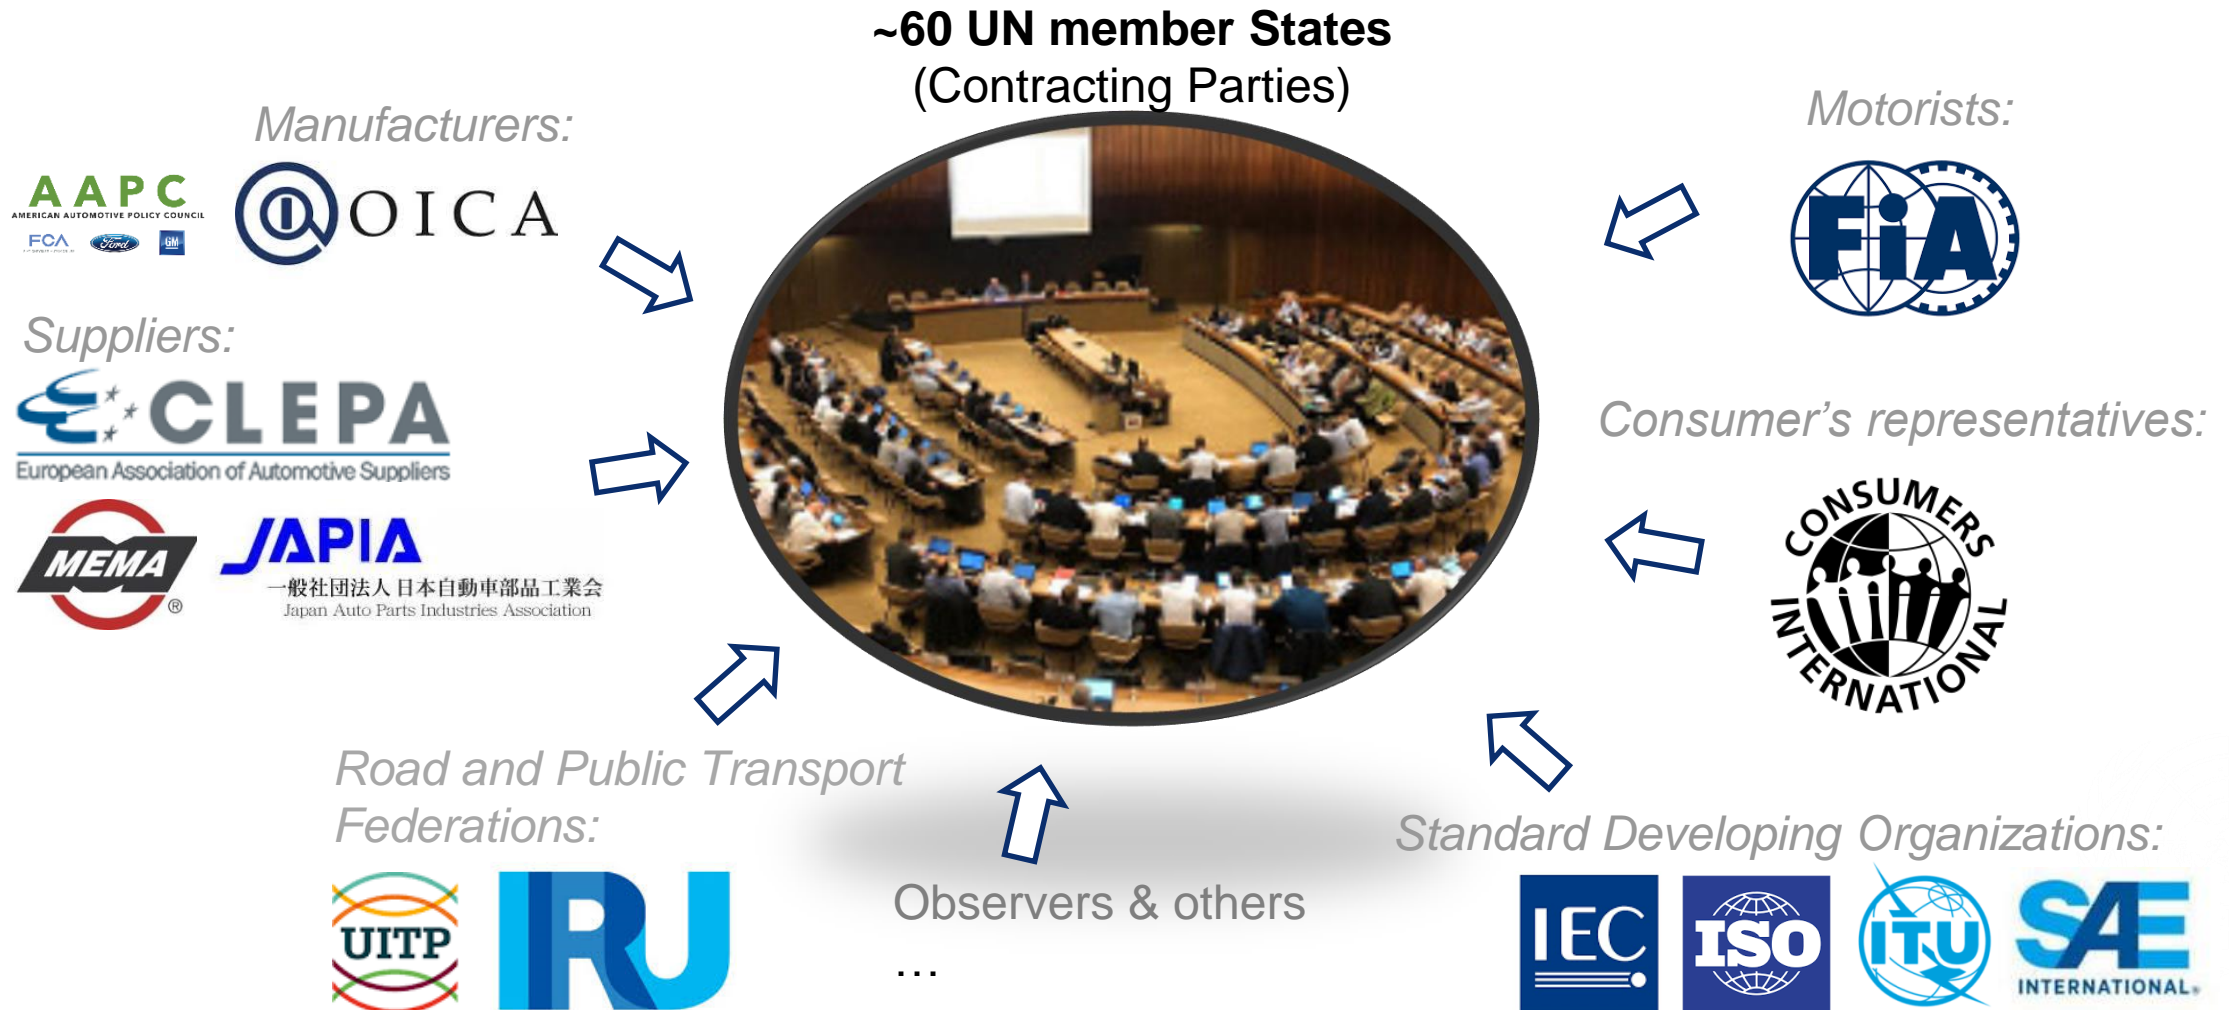 ~60 UN member States
(Contracting Parties)
Manufacturers:
AAPC
AMERICAN AUTOMOTIVE POLICY COUNCIL
FCA
Ford
GM
OICA
Suppliers:
CLEPA
European Association of Automotive Suppliers
MEMA
®
JAPIA
一般社団法人 日本自動車部品工業会
Japan Auto Parts Industries Association
Road and Public Transport
Federations:
UITP
IRU
Observers & others
...
Motorists:
FiA
Consumer’s representatives:
CONSUMERS
INTERNATIONAL
Standard Developing Organizations:
IEC
ISO
ITU
SAE
INTERNATIONAL®